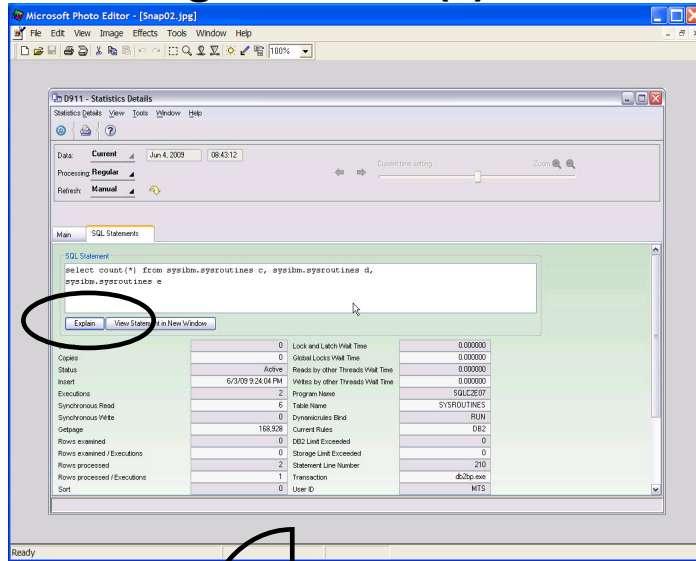 Microsoft Photo Editor - [Snap02.jpg]
File Edit View Image Effects Tools Window Help
100%
D911 - Statistics Details
Statistics Details View Tools Window Help
Data: Current Jun 4, 2009 08:43:12
Current time setting Zoom
Processing: Regular
Refresh: Manual
Main SQL Statements
SQL Statement
select count(*) from sysibm.sysroutines c, sysibm.sysroutines d,
sysibm.sysroutines e
Explain View Statement in New Window
0 Lock and Latch Wait Time 0.000000
Copies 0 Global Locks Wait Time 0.000000
Status Active Reads by other Threads Wait Time 0.000000
Insert 6/3/09 9:24:04 PM Writes by other Threads Wait Time 0.000000
Executions 2 Program Name SQLC2E07
Synchronous Read 6 Table Name SYSROUTINES
Synchronous Write 0 Dynamicrules Bind RUN
Getpage 168,928 Current Rules DB2
Rows examined 0 DB2 Limit Exceeded 0
Rows examined / Executions 0 Storage Limit Exceeded 0
Rows processed 2 Statement Line Number 210
Rows processed / Executions 1 Transaction db2bp.exe
Sort 0 User ID MTS
Ready